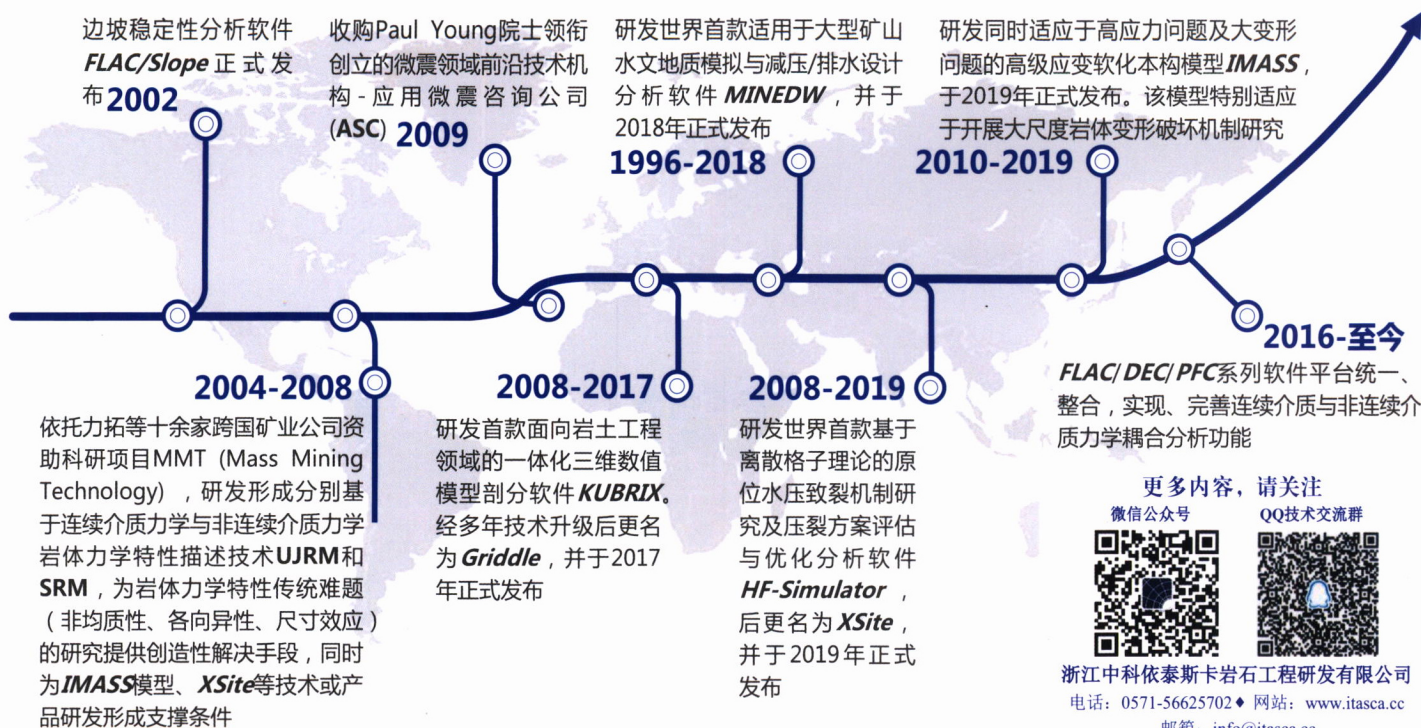 边坡稳定性分析软件
FLAC/Slope正式发
布2002
收购Paul Young院士领衔
创立的微震领域前沿技术机
构-应用微震咨询公司
(ASC) 2009
研发世界首款适用于大型矿山
水文地质模拟与减压/排水设计
分析软件MINEDW，并于
2018年正式发布
1996-2018
研发同时适应于高应力问题及大变形
问题的高级应变软化本构模型IMASS，
于2019年正式发布。该模型特别适应
于开展大尺度岩体变形破坏机制研究
2010-2019
2004-2008
依托力拓等十余家跨国矿业公司资
助科研项目MMT (Mass Mining
Technology) ，研发形成分别基
于连续介质力学与非连续介质力学
岩体力学特性描述技术UJRM和
SRM，为岩体力学特性传统难题
（非均质性、各向异性、尺寸效应）
的研究提供创造性解决手段，同时
为IMASS模型、XSite等技术或产
品研发形成支撑条件
2008-2017
研发首款面向岩土工程
领域的一体化三维数值
模型剖分软件KUBRIX。
经多年技术升级后更名
为Griddle，并于2017
年正式发布
2008-2019
研发世界首款基于
离散格子理论的原
位水压致裂机制研
究及压裂方案评估
与优化分析软件
HF-Simulator，
后更名为XSite，
并于2019年正式
发布
2016-至今
FLAC/DEC/PFC系列软件平台统一、
整合，实现、完善连续介质与非连续介
质力学耦合分析功能
更多内容，请关注
微信公众号 QQ技术交流群
浙江中科依泰斯卡岩石工程研发有限公司
电话：0571-56625702♦ 网站：www.itasca.cc
邮箱：info@itasca.cc